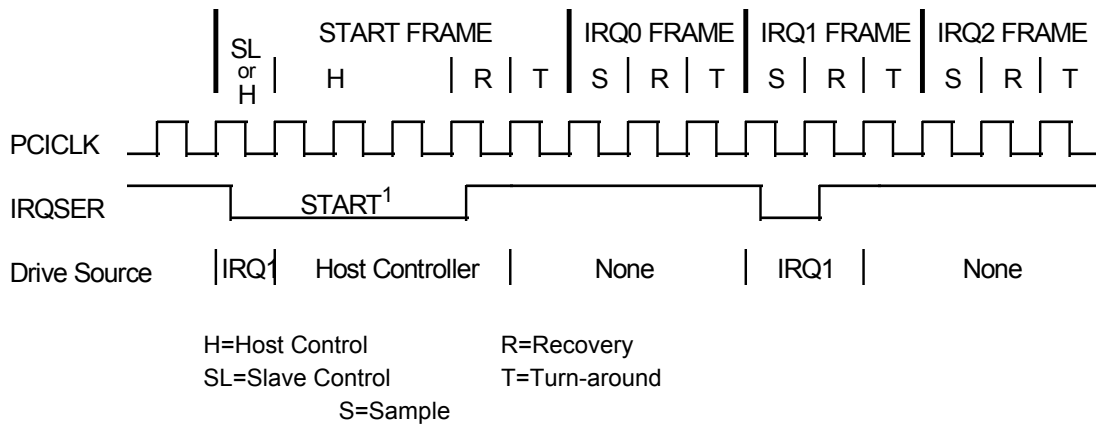 START FRAME IRQ0 FRAME IRQ1 FRAME IRQ2 FRAME
SL or H H R T S R T S R T S R T
PCICLK
IRQSER START1
Drive Source IRQ1 Host Controller None IRQ1 None
H=Host Control R=Recovery
SL=Slave Control T=Turn-around
S=Sample